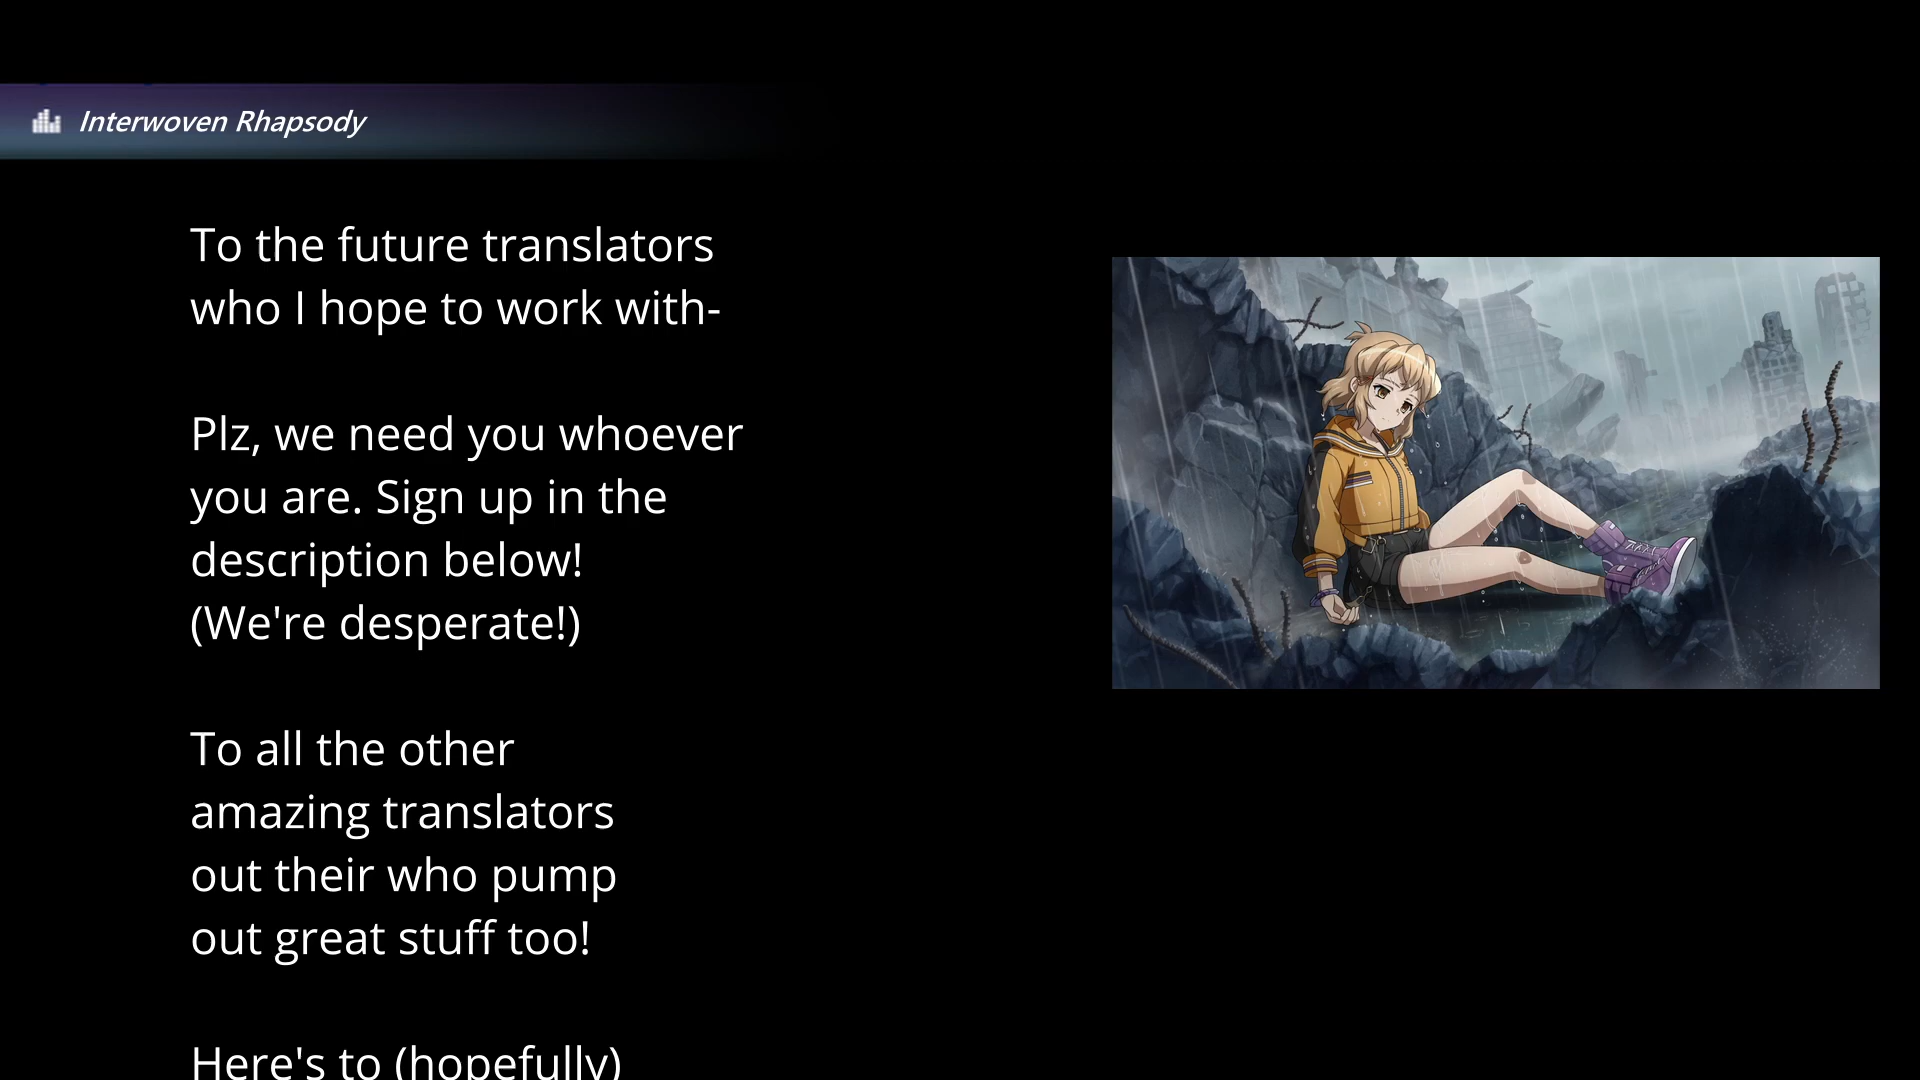 Interwoven Rhapsody
To the future translators
who I hope to work with-
Plz, we need you whoever
you are. Sign up in the
description below!
(We're desperate!)
To all the other
amazing translators
out their who pump
out great stuff too!
Here's to (hopefully)